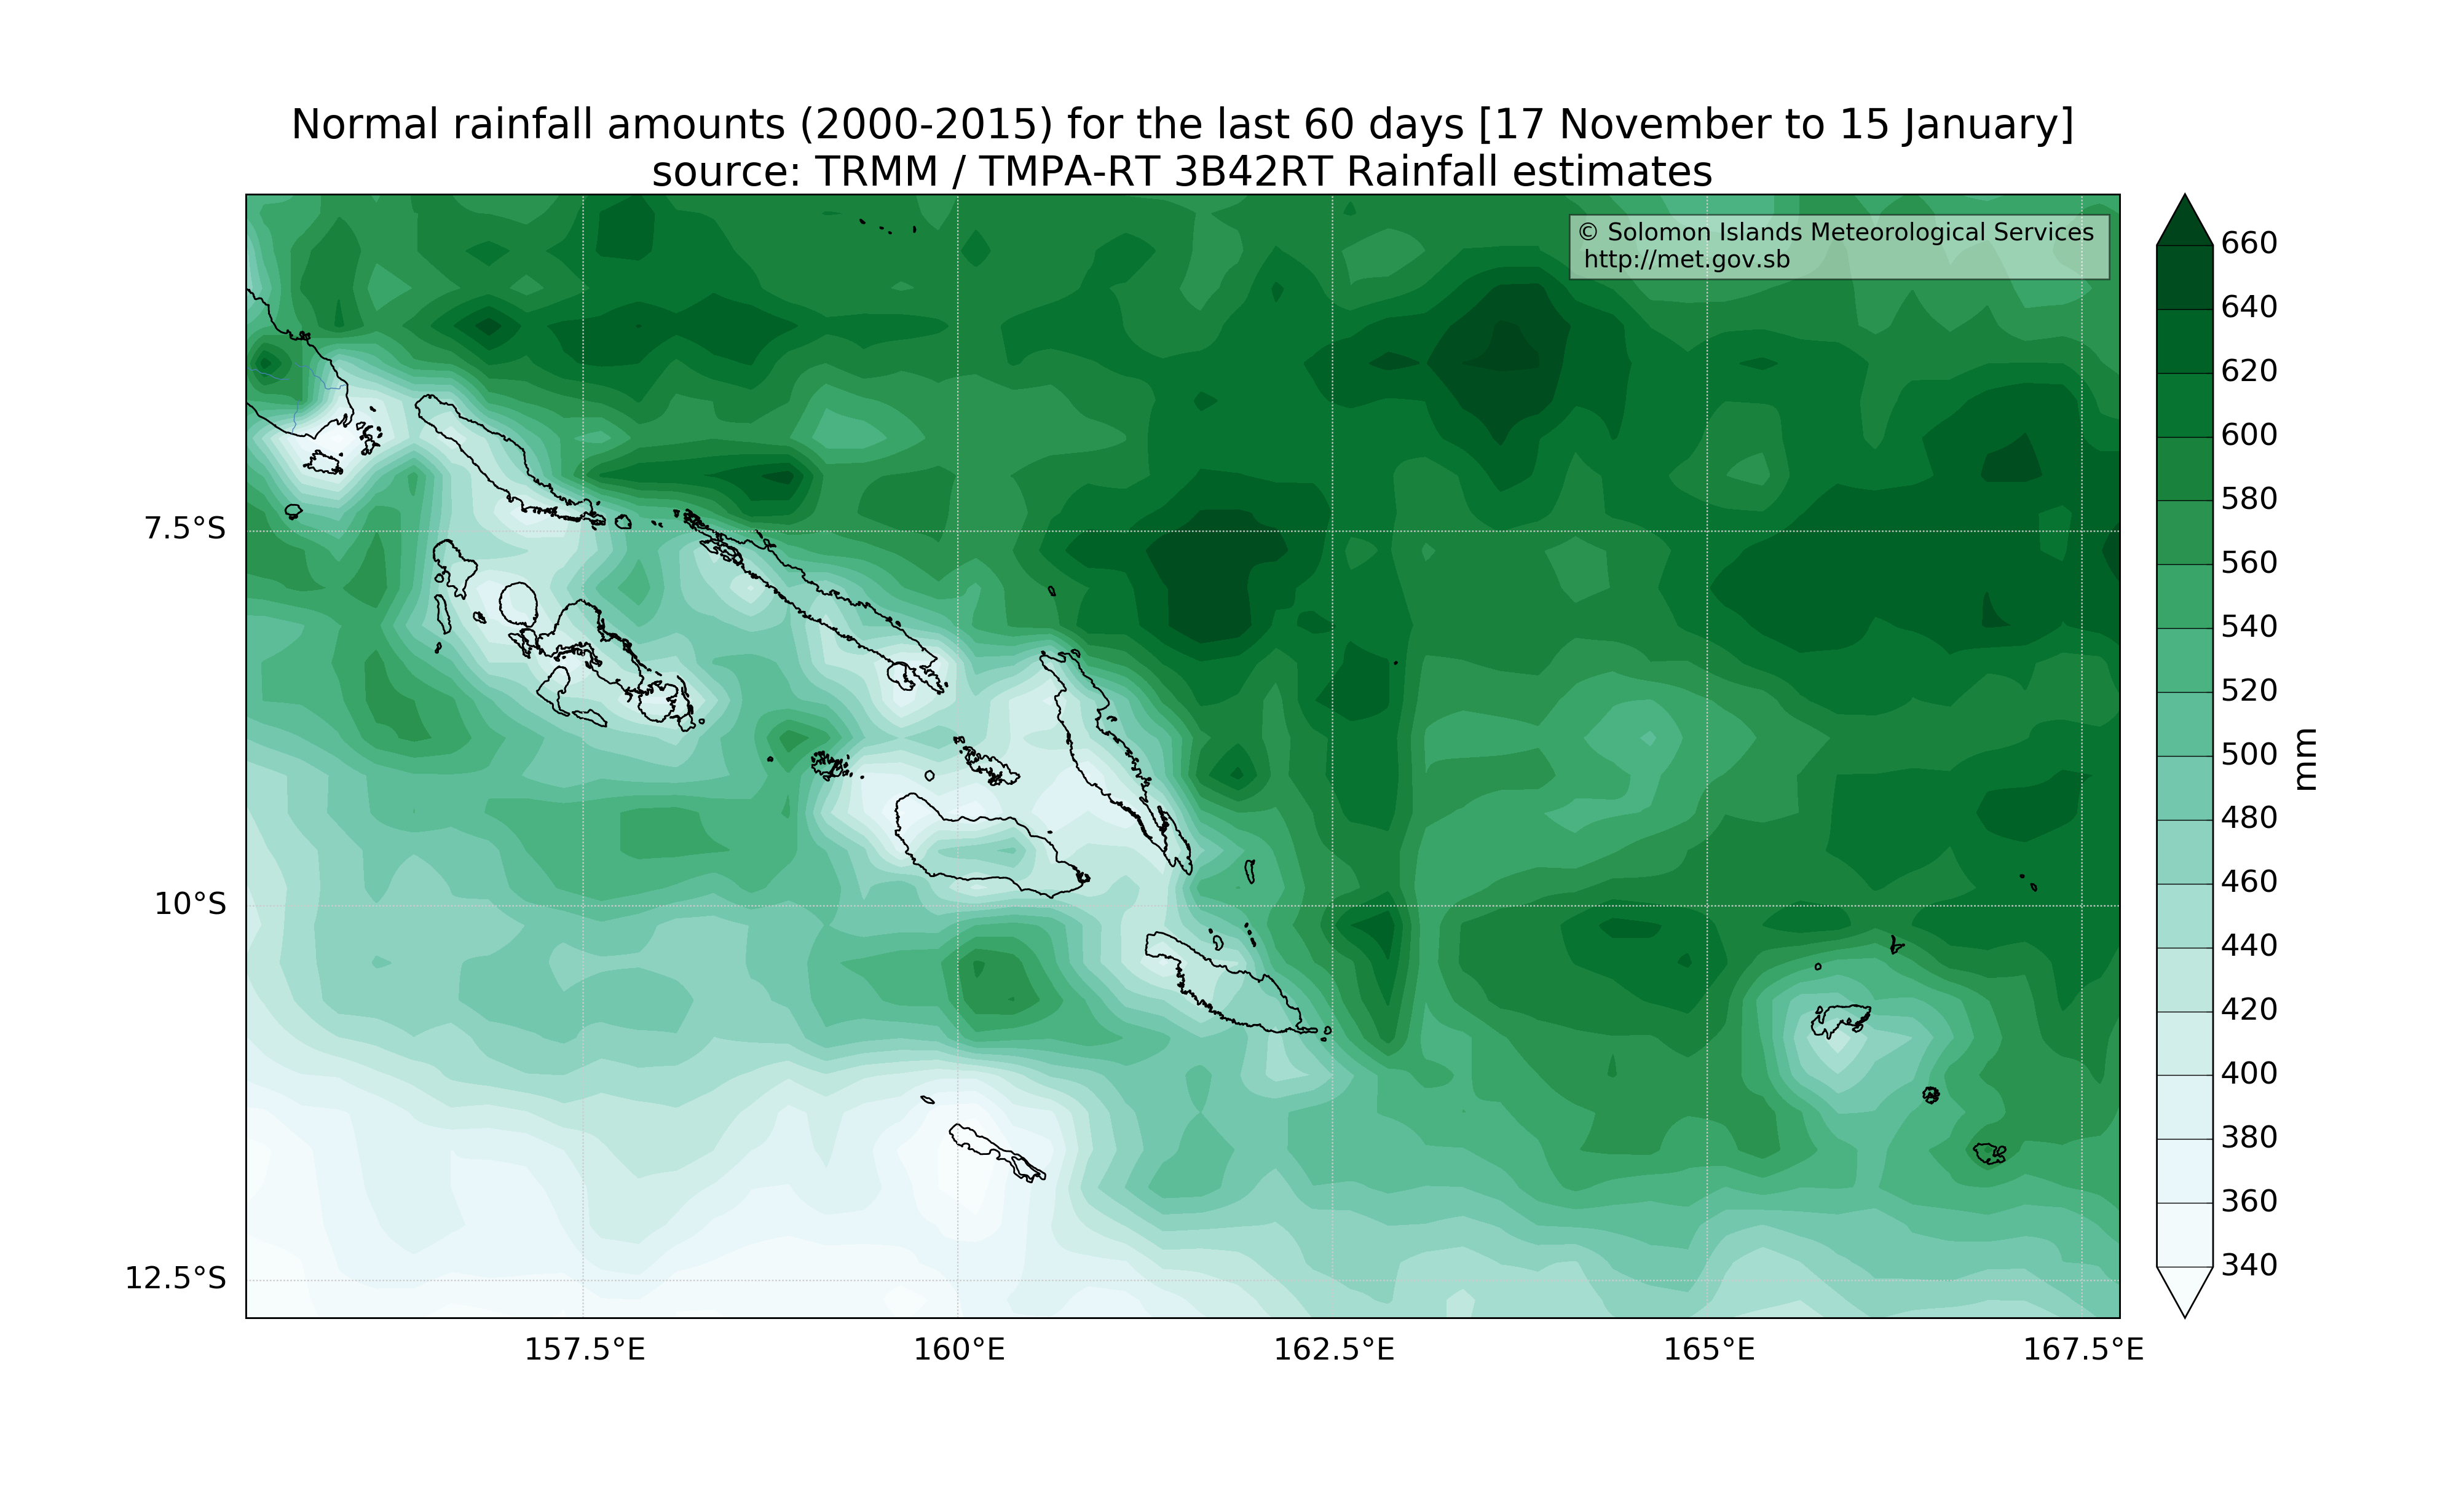 Normal rainfall amounts (2000-2015) for the last 60 days [17 November to 15 January]
source: TRMM / TMPA-RT 3B42RT Rainfall estimates
© Solomon Islands Meteorological Services
http://met.gov.sb
7.5°S
10°S
12.5°S
157.5°E
160°E
162.5°E
165°E
167.5°E
660
640
620
600
580
560
540
520
500
480
460
440
420
400
380
360
340
mm